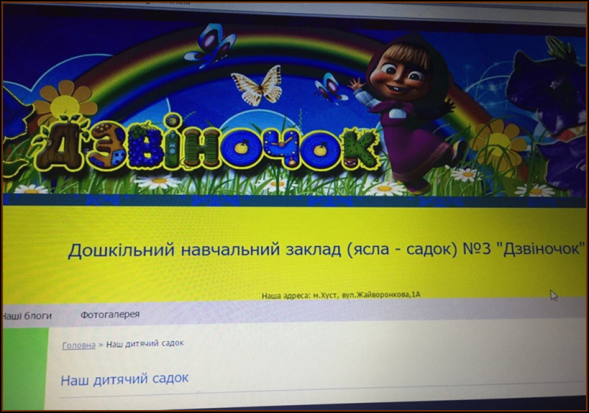 Дзвіночок
Дошкільний навчальний заклад (ясла - садок) №3 "Дзвіночок"
Наша адреса: м.Хуст, вул.Жайворонкова,1А
Наші блоги Фотогалерея
Головна > Наш дитячий садок
Наш дитячий садок